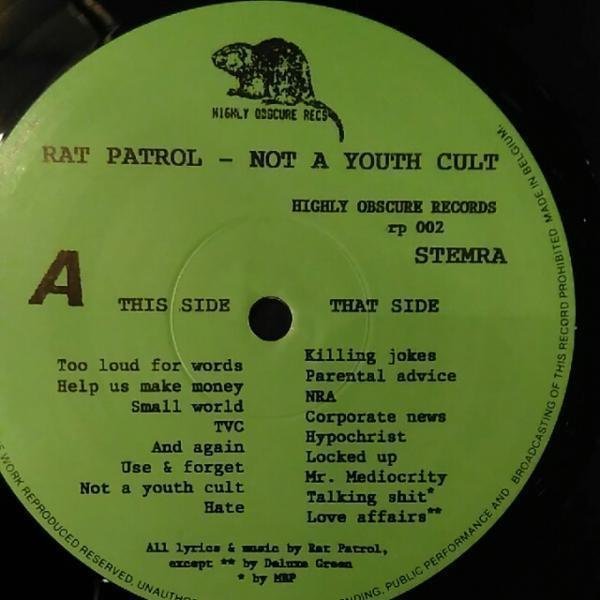 HIGHLY OBSCURE RECS
RAT PATROL - NOT A YOUTH CULT
HIGHLY OBSCURE RECORDS
rp 002
STEMRA
A
THIS SIDE
Too loud for words
Help us make money
Small world
TVC
And again
Use & forget
Not a youth cult
Hate
THAT SIDE
Killing jokes
Parental advice
NRA
Corporate news
Hypochrist
Locked up
Mr. Mediocrity
Talking shit*
Love affairs**
All lyrics & music by Rat Patrol,
except ** by Deluxe Green
* by MRP
WORK REPRODUCED RESERVED, UNAUTHO
NDING, PUBLIC PERFORMANCE AND BROADCASTING OF THIS RECORD PROHIBITED. MADE IN BELGIUM.